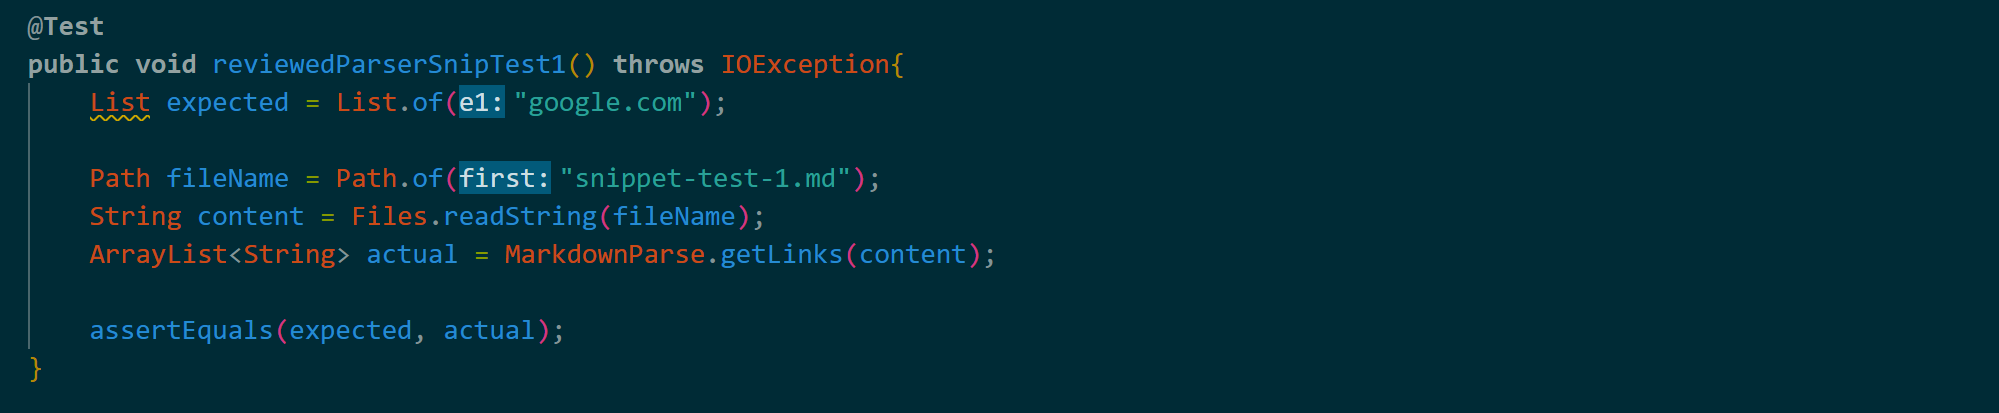 @Test
public void reviewedParserSnipTest1() throws IOException{
List expected = List.of(e1: "google.com");
Path fileName = Path.of(first: "snippet-test-1.md");
String content = Files.readString(fileName);
ArrayList<String> actual = MarkdownParse.getLinks(content);
assertEquals(expected, actual);
}